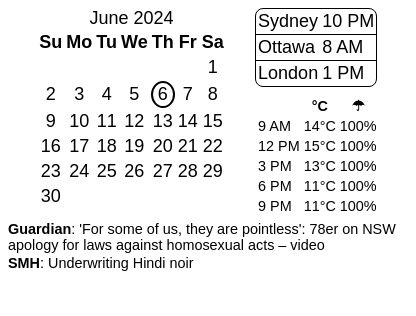 June 2024
Su Mo Tu We Th Fr Sa
1
2 3 4 5 6 7 8
9 10 11 12 13 14 15
16 17 18 19 20 21 22
23 24 25 26 27 28 29
30
Sydney 10 PM
Ottawa 8 AM
London 1 PM
°C ☂
9 AM 14°C 100%
12 PM 15°C 100%
3 PM 13°C 100%
6 PM 11°C 100%
9 PM 11°C 100%
Guardian: 'For some of us, they are pointless': 78er on NSW
apology for laws against homosexual acts – video
SMH: Underwriting Hindi noir